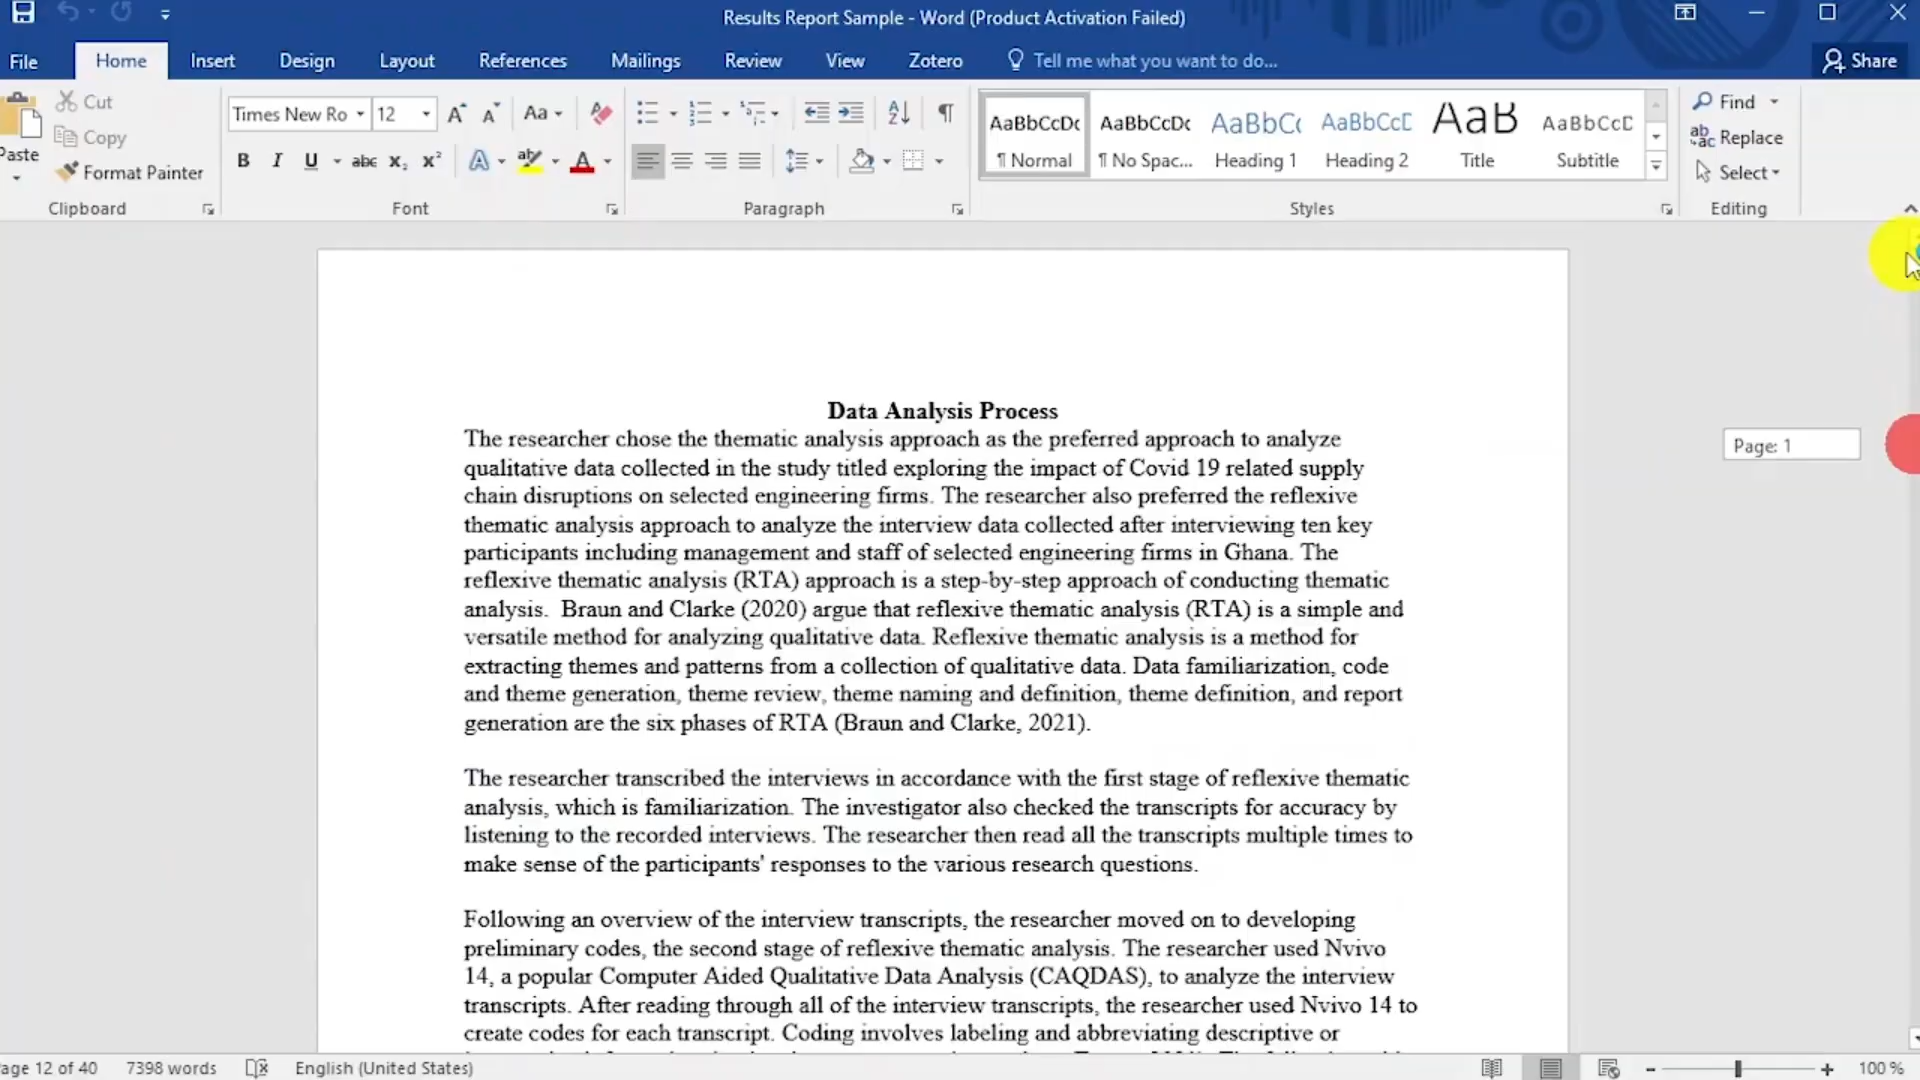 Results Report Sample - Word (Product Activation Failed)
File Home Insert Design Layout References Mailings Review View Zotero Tell me what you want to do... Share
Cut
Copy
Paste
Format Painter
Clipboard
Times New Ro 12 Aa
B I U abc X₂ X² A ab A
Font
Paragraph
AaBbCcDc AaBbCcDc AaBbC AaBbCcD AaB AaBbCcD
¶ Normal ¶ No Spac... Heading 1 Heading 2 Title Subtitle
Styles
Find
Replace
Select
Editing
Data Analysis Process
The researcher chose the thematic analysis approach as the preferred approach to analyze
qualitative data collected in the study titled exploring the impact of Covid 19 related supply
chain disruptions on selected engineering firms. The researcher also preferred the reflexive
thematic analysis approach to analyze the interview data collected after interviewing ten key
participants including management and staff of selected engineering firms in Ghana. The
reflexive thematic analysis (RTA) approach is a step-by-step approach of conducting thematic
analysis.  Braun and Clarke (2020) argue that reflexive thematic analysis (RTA) is a simple and
versatile method for analyzing qualitative data. Reflexive thematic analysis is a method for
extracting themes and patterns from a collection of qualitative data. Data familiarization, code
and theme generation, theme review, theme naming and definition, theme definition, and report
generation are the six phases of RTA (Braun and Clarke, 2021).
Page: 1
The researcher transcribed the interviews in accordance with the first stage of reflexive thematic
analysis, which is familiarization. The investigator also checked the transcripts for accuracy by
listening to the recorded interviews. The researcher then read all the transcripts multiple times to
make sense of the participants' responses to the various research questions.
Following an overview of the interview transcripts, the researcher moved on to developing
preliminary codes, the second stage of reflexive thematic analysis. The researcher used Nvivo
14, a popular Computer Aided Qualitative Data Analysis (CAQDAS), to analyze the interview
transcripts. After reading through all of the interview transcripts, the researcher used Nvivo 14 to
create codes for each transcript. Coding involves labeling and abbreviating descriptive or
age 12 of 40 7398 words English (United States) 100 %